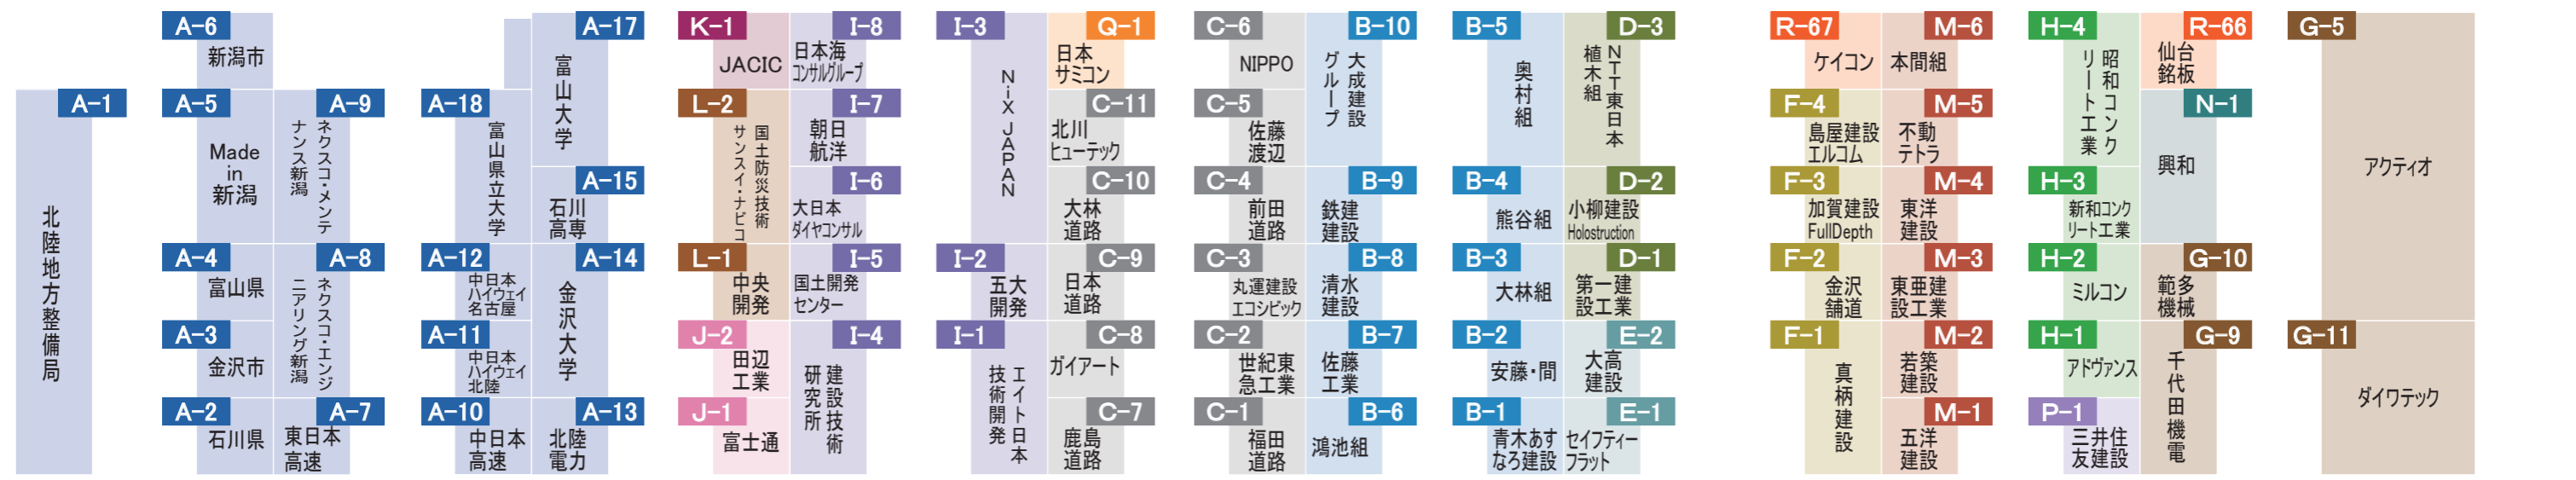 A-1
北陸地方整備局
A-6
新潟市
A-5
Made
in
新潟
A-9
ネクスコ・メンテ
ナンス新潟
A-4
富山県
A-8
ネクスコ・エンジ
ニアリング新潟
A-3
金沢市
A-2
石川県
A-7
東日本
高速
A-17
富山大学
A-18
富山県立大学
A-15
石川
高専
A-12
中日本
ハイウェイ
名古屋
A-14
金沢大学
A-11
中日本
ハイウェイ
北陸
A-10
中日本
高速
A-13
北陸
電力
K-1
JACIC
I-8
日本海
コンサルグループ
L-2
国土防災技術
サンスイ・ナビコ
I-7
朝日
航洋
I-6
大日本
ダイヤコンサル
L-1
中央
開発
I-5
国土開発
センター
J-2
田辺
工業
I-4
建設技術
研究所
J-1
富士通
I-3
NiX JAPAN
Q-1
日本
サミコン
C-11
北川
ヒューテック
C-10
大林
道路
I-2
五大
開発
C-9
日本
道路
I-1
エイト日本
技術開発
C-8
ガイアート
C-7
鹿島
道路
C-6
NIPPO
B-10
大成建設
グループ
C-5
佐藤
渡辺
C-4
前田
道路
B-9
鉄建
建設
C-3
丸運建設
エコシビック
B-8
清水
建設
C-2
世紀東
急工業
B-7
佐藤
工業
C-1
福田
道路
B-6
鴻池組
B-5
奥村組
D-3
NTT東日本
植木組
B-4
熊谷組
D-2
小柳建設
Holostruction
B-3
大林組
D-1
第一建
設工業
B-2
安藤・間
E-2
大高
建設
B-1
青木あす
なろ建設
E-1
セイフティー
フラット
R-67
ケイコン
M-6
本間組
F-4
島屋建設
エルコム
M-5
不動
テトラ
F-3
加賀建設
FullDepth
M-4
東洋
建設
F-2
金沢
舗道
M-3
東亜建
設工業
F-1
真柄建設
M-2
若築
建設
M-1
五洋
建設
H-4
昭和コンク
リート工業
R-66
仙台
銘板
N-1
興和
H-3
新和コンク
リート工業
H-2
ミルコン
G-10
範多
機械
H-1
アドヴァンス
G-9
千代田機電
P-1
三井住
友建設
G-5
アクティオ
G-11
ダイワテック